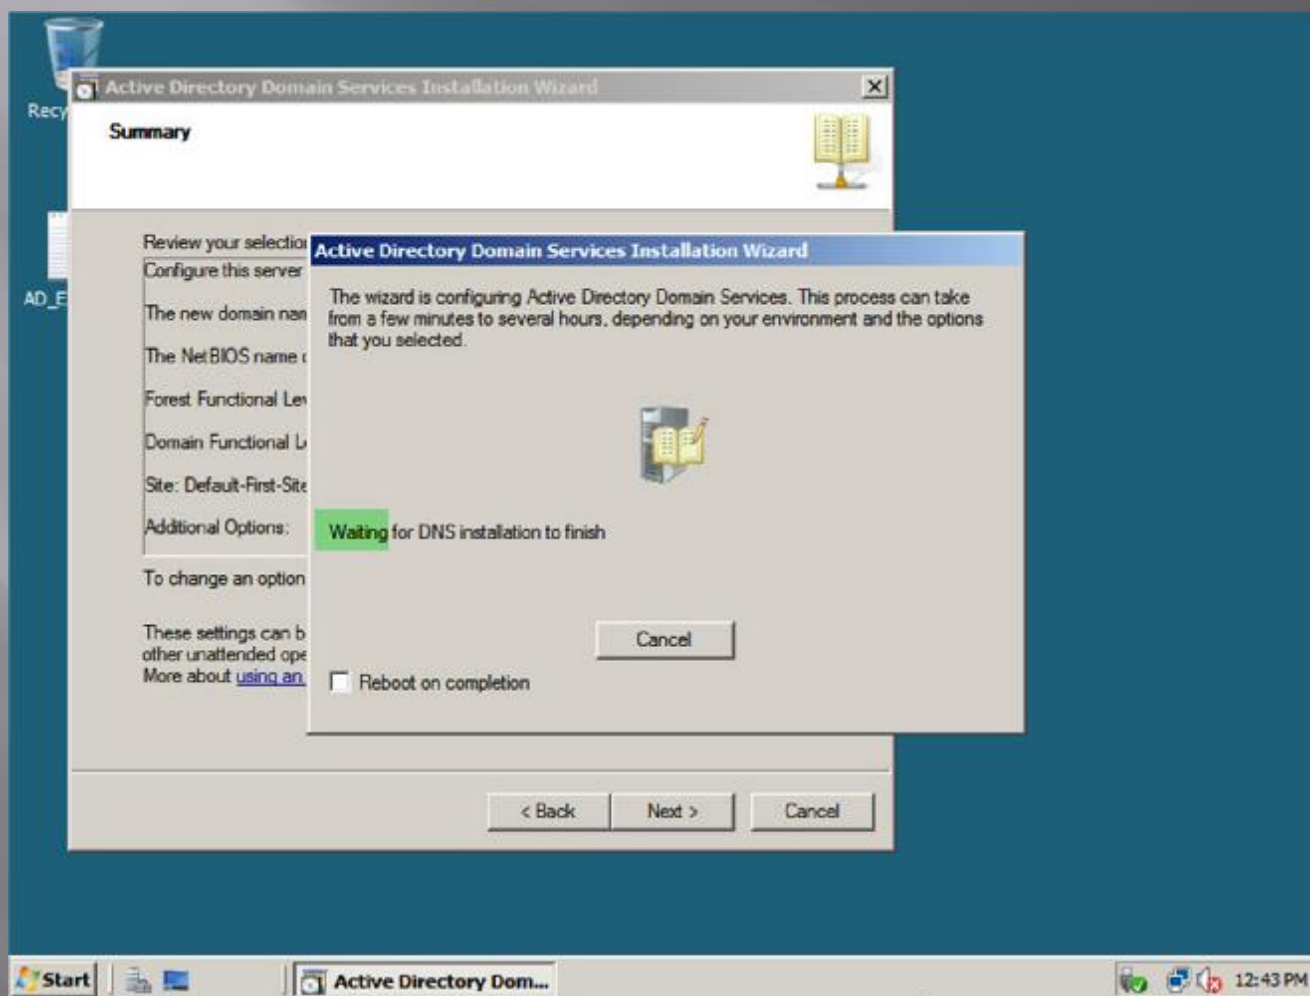 Recy
AD_E
Active Directory Domain Services Installation Wizard
Summary
Review your selection
Configure this server
The new domain nam
The NetBIOS name
Forest Functional Lev
Domain Functional L
Site: Default-First-Site
Additional Options:
To change an option
These settings can b
other unattended ope
More about using an
Active Directory Domain Services Installation Wizard
The wizard is configuring Active Directory Domain Services. This process can take
from a few minutes to several hours, depending on your environment and the options
that you selected.
Waiting for DNS installation to finish
Cancel
Reboot on completion
< Back Next > Cancel
Start Active Directory Dom... 12:43 PM